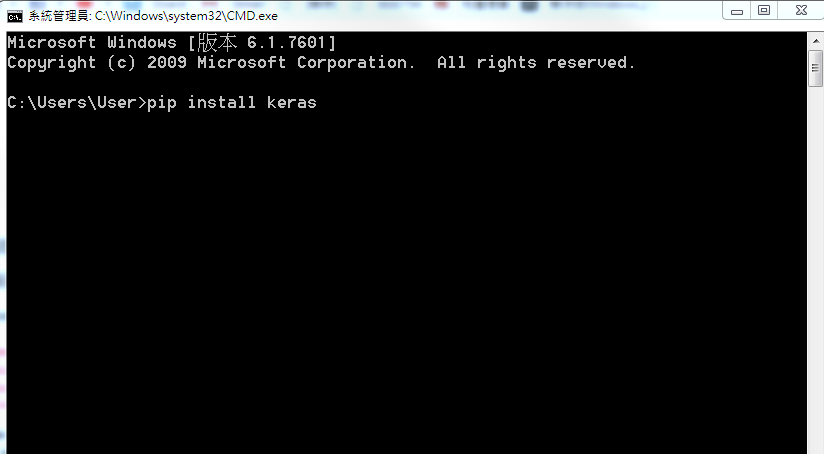 系統管理員: C:\Windows\system32\CMD.exe
Microsoft Windows [版本 6.1.7601]
Copyright (c) 2009 Microsoft Corporation.  All rights reserved.
C:\Users\User>pip install keras